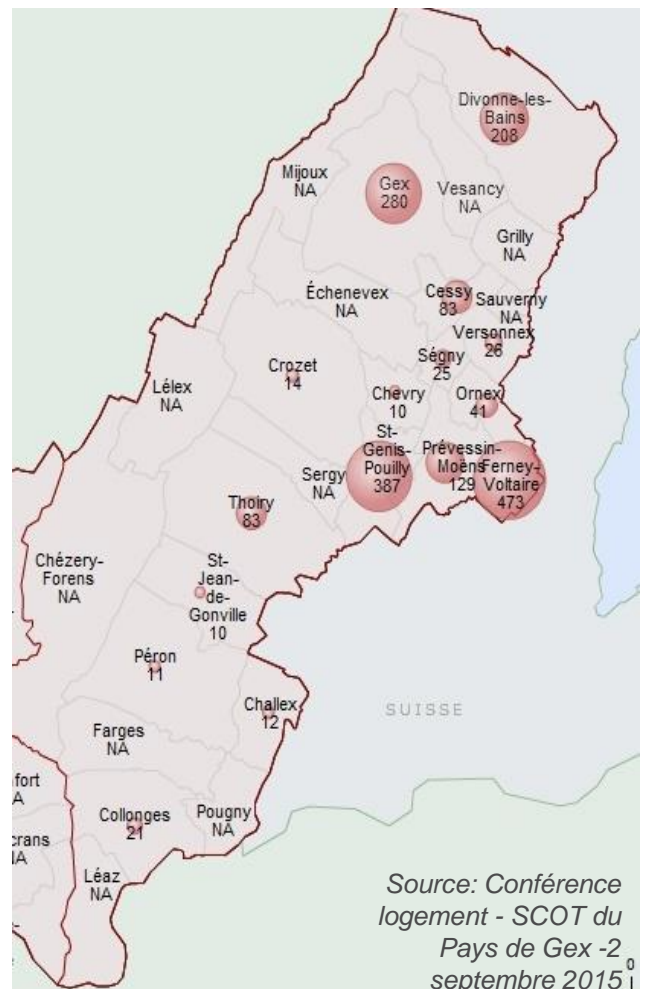 Divonne-les-
Bains
208
Mijoux
NA
Gex
280
Vesancy
NA
Grilly
NA
Échenevex
NA
Cessy
83
Sauverny
NA
Versonnex
26
Ségny
25
Crozet
14
Lélex
NA
Chevry
10
Ornex
41
St-
Genis-
Pouilly
387
Prévessin-
Moëns
129
Ferney-
Voltaire
473
Sergy
NA
Thoiry
83
Chézery-
Forens
NA
St-
Jean-
de-
Gonville
10
Péron
11
Challex
12
SUISSE
Farges
NA
fort
A
Collonges
21
Pougny
NA
crans
IA
Léaz
NA
Source: Conférence
logement - SCOT du
Pays de Gex -2
septembre 2015
0